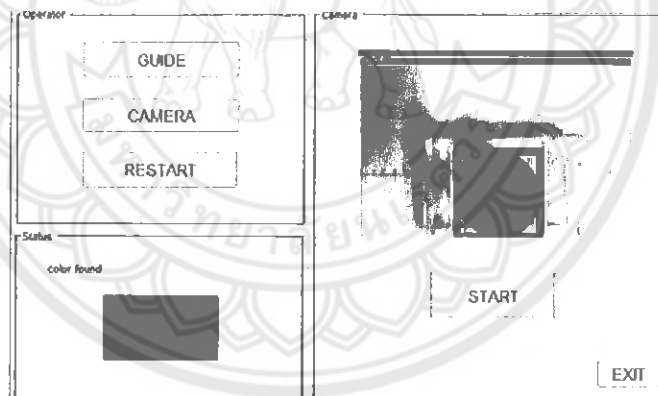 Operator
GUIDE
CAMERA
RESTART
Status
color found
Camera
START
EXIT